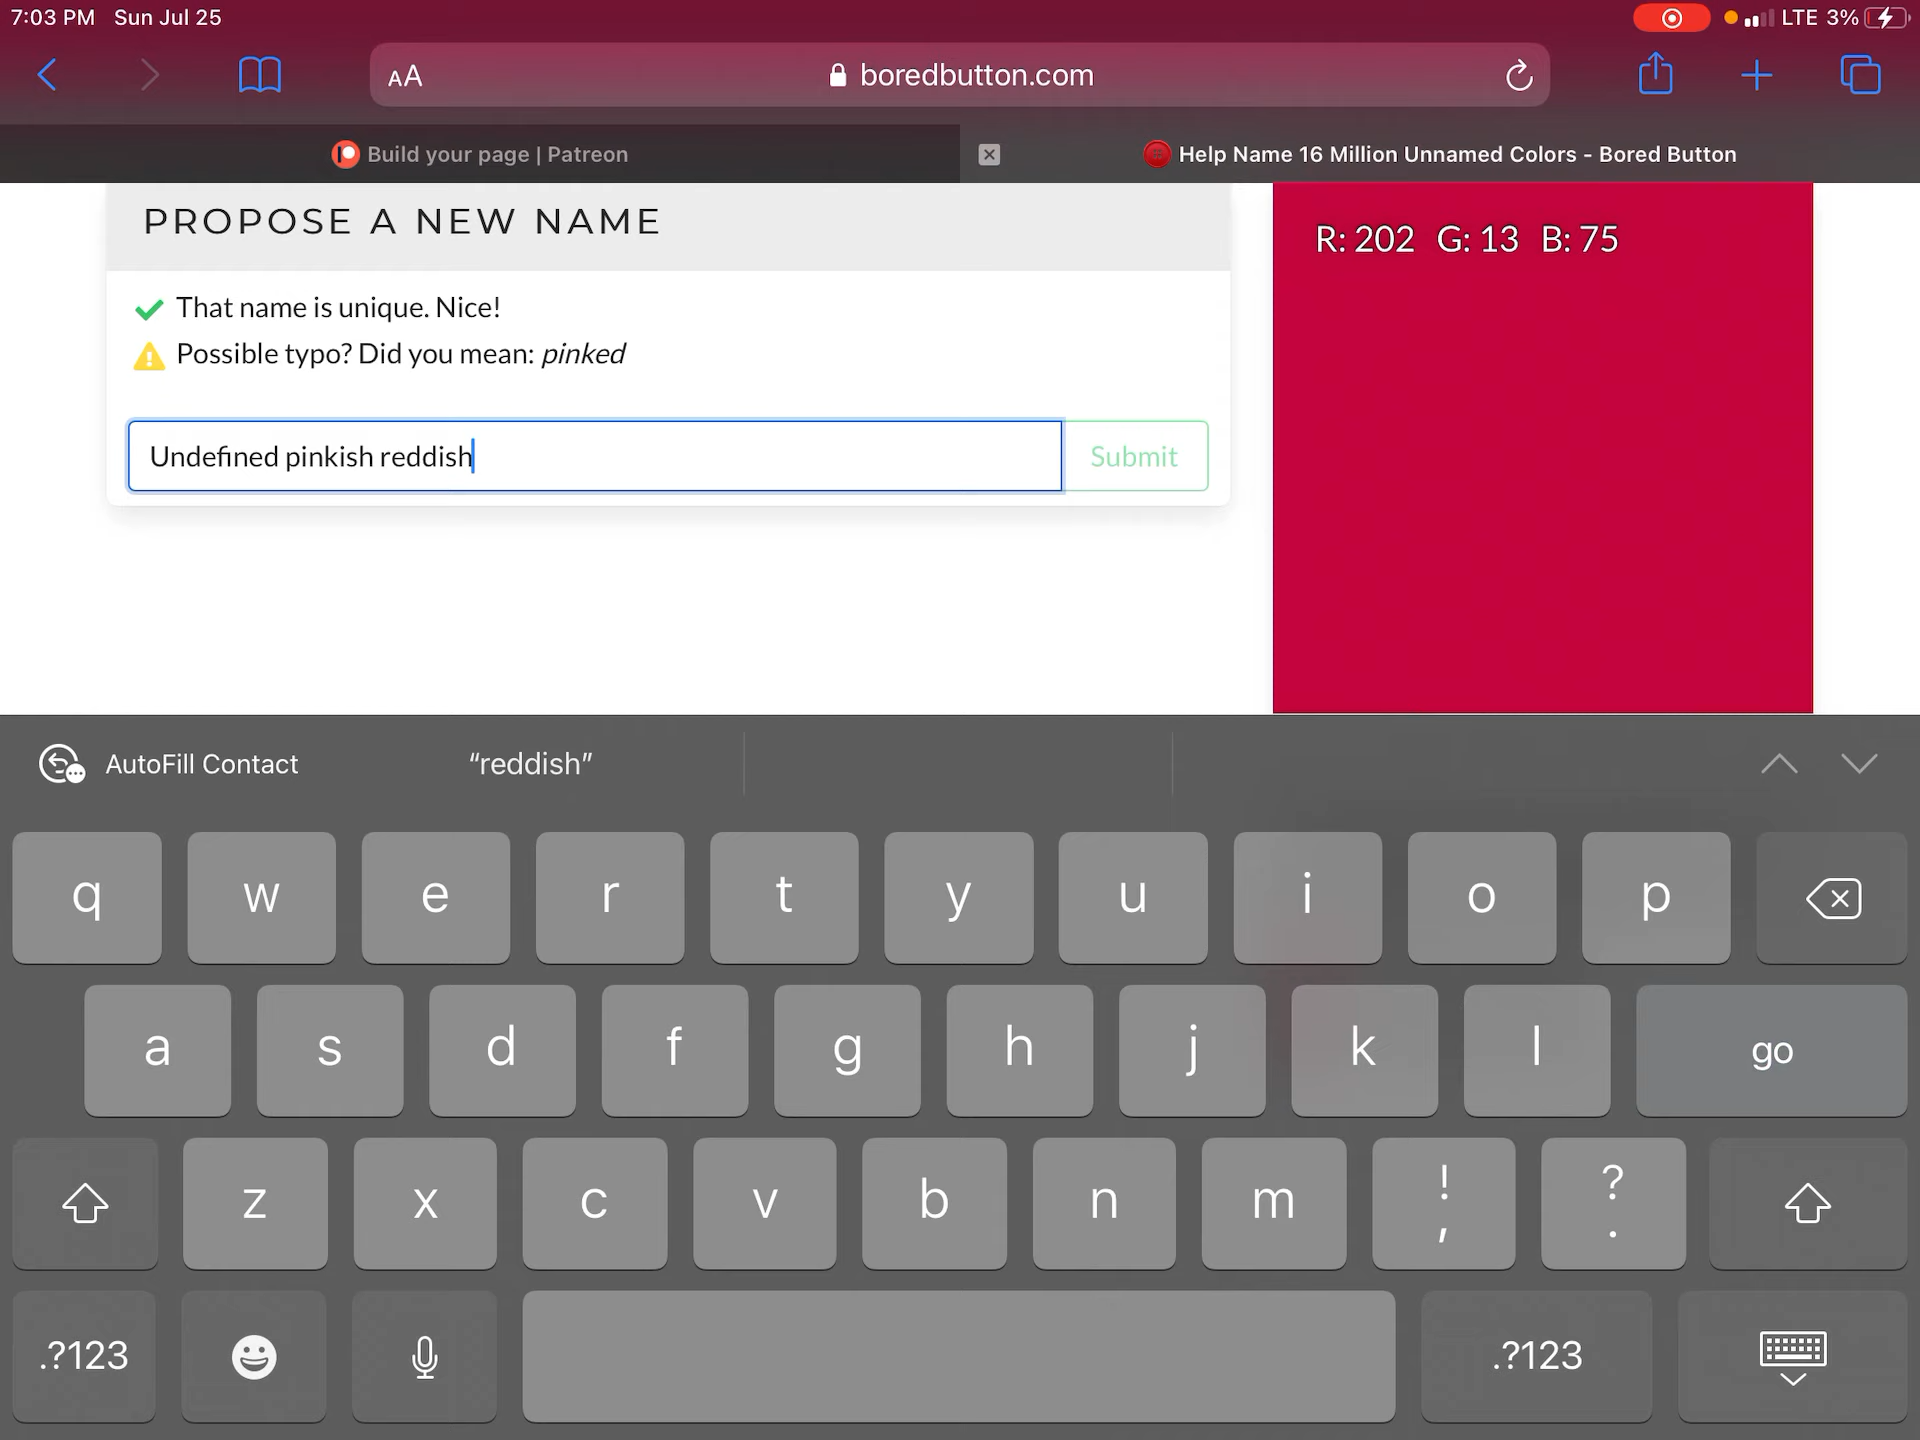 7:03 PM Sun Jul 25
LTE 3%
AA
boredbutton.com
Build your page | Patreon
Help Name 16 Million Unnamed Colors - Bored Button
PROPOSE A NEW NAME
R: 202 G: 13 B: 75
That name is unique. Nice!
Possible typo? Did you mean: pinked
Undefined pinkish reddish
Submit
AutoFill Contact
“reddish”
q w e r t y u i o p
a s d f g h j k l go
z x c v b n m ! , ? .
.?123 .?123